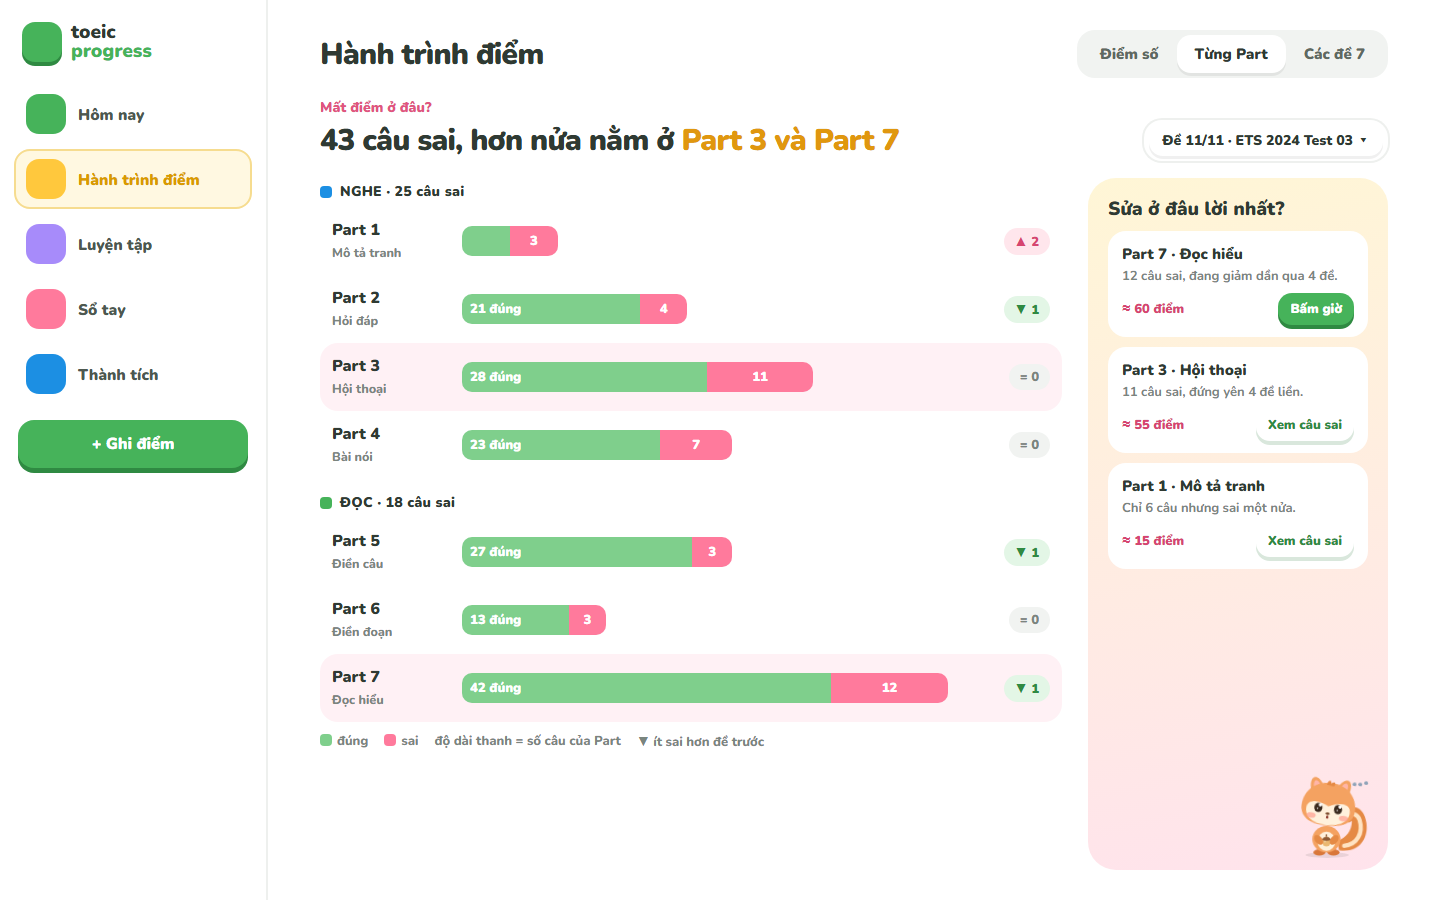 toeic
progress
Hôm nay
Hành trình điểm
Luyện tập
Sổ tay
Thành tích
+ Ghi điểm
Hành trình điểm
Điểm số
Từng Part
Các đề 7
Mất điểm ở đâu?
43 câu sai, hơn nửa nằm ở Part 3 và Part 7
Đề 11/11 · ETS 2024 Test 03 ▾
NGHE · 25 câu sai
Part 1
Mô tả tranh
3
▲ 2
Part 2
Hỏi đáp
21 đúng
4
▼ 1
Part 3
Hội thoại
28 đúng
11
= 0
Part 4
Bài nói
23 đúng
7
= 0
ĐỌC · 18 câu sai
Part 5
Điền câu
27 đúng
3
▼ 1
Part 6
Điền đoạn
13 đúng
3
= 0
Part 7
Đọc hiểu
42 đúng
12
▼ 1
đúng
sai
độ dài thanh = số câu của Part
▼ ít sai hơn đề trước
Sửa ở đâu lời nhất?
Part 7 · Đọc hiểu
12 câu sai, đang giảm dần qua 4 đề.
≈ 60 điểm
Bấm giờ
Part 3 · Hội thoại
11 câu sai, đứng yên 4 đề liền.
≈ 55 điểm
Xem câu sai
Part 1 · Mô tả tranh
Chỉ 6 câu nhưng sai một nửa.
≈ 15 điểm
Xem câu sai